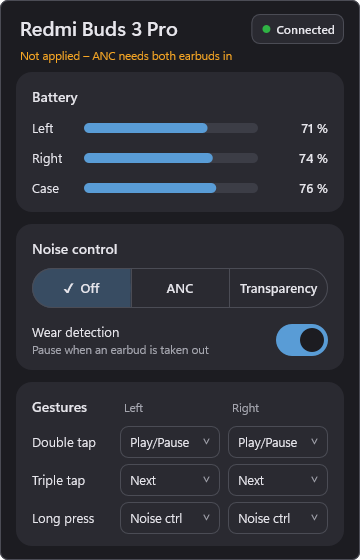 Redmi Buds 3 Pro
Connected
Not applied – ANC needs both earbuds in
Battery
Left 71 %
Right 74 %
Case 76 %
Noise control
✓ Off ANC Transparency
Wear detection
Pause when an earbud is taken out
Gestures Left Right
Double tap Play/Pause Play/Pause
Triple tap Next Next
Long press Noise ctrl Noise ctrl